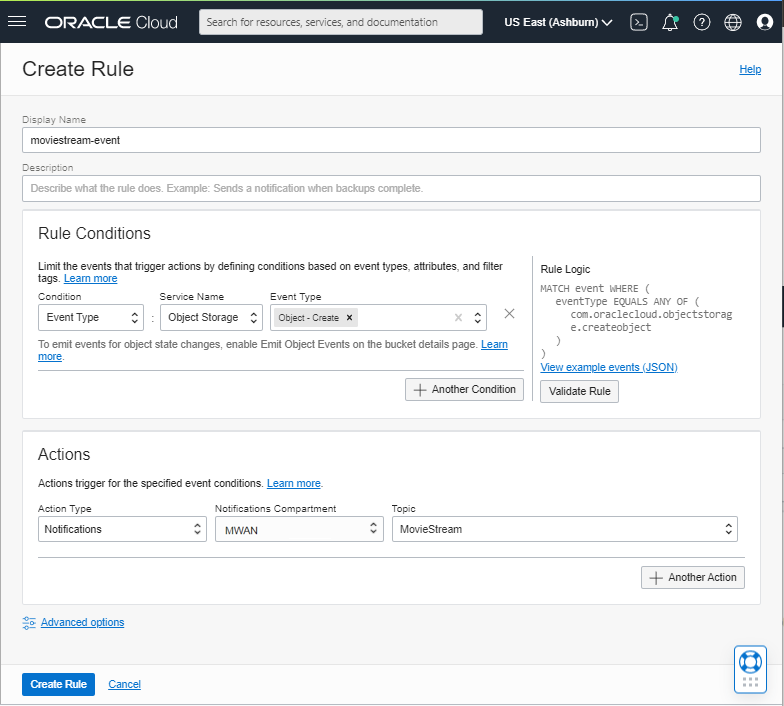 ORACLE Cloud
Search for resources, services, and documentation
US East (Ashburn)
Create Rule
Help
Display Name
moviestream-event
Description
Describe what the rule does. Example: Sends a notification when backups complete.
Rule Conditions
Limit the events that trigger actions by defining conditions based on event types, attributes, and filter
tags. Learn more
Condition
Service Name
Event Type
Event Type
:
Object Storage
Object - Create
To emit events for object state changes, enable Emit Object Events on the bucket details page. Learn
more.
Another Condition
Rule Logic
MATCH event WHERE (
eventType EQUALS ANY OF (
com.oraclecloud.objectstorag
e.createobject
)
)
View example events (JSON)
Validate Rule
Actions
Actions trigger for the specified event conditions. Learn more.
Action Type
Notifications Compartment
Topic
Notifications
MWAN
MovieStream
Another Action
Advanced options
Create Rule
Cancel